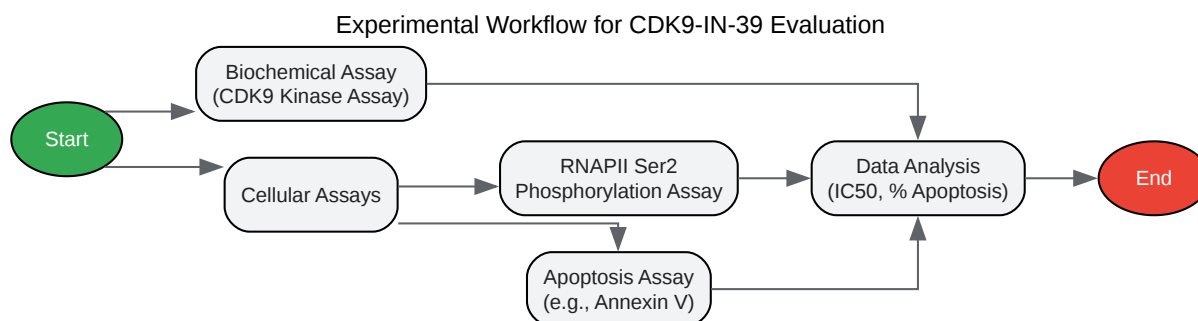 Experimental Workflow for CDK9-IN-39 Evaluation
Biochemical Assay
(CDK9 Kinase Assay)
Start
Cellular Assays
RNAPII Ser2
Phosphorylation Assay
Apoptosis Assay
(e.g., Annexin V)
Data Analysis
(IC50, % Apoptosis)
End